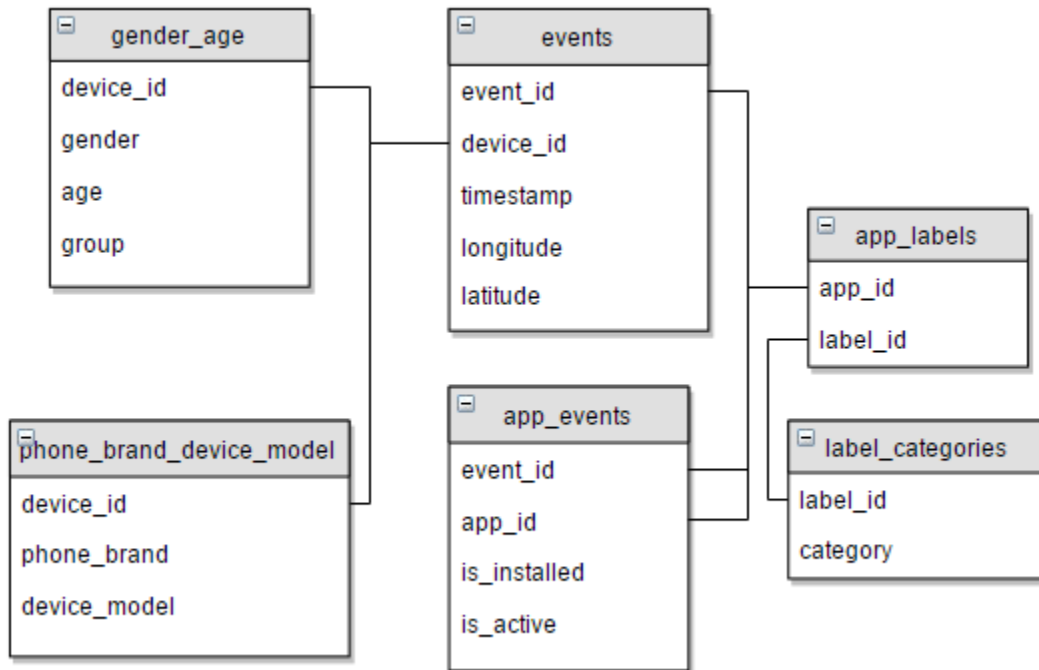 gender_age
device_id
gender
age
group
events
event_id
device_id
timestamp
longitude
latitude
app_labels
app_id
label_id
phone_brand_device_model
device_id
phone_brand
device_model
app_events
event_id
app_id
is_installed
is_active
label_categories
label_id
category